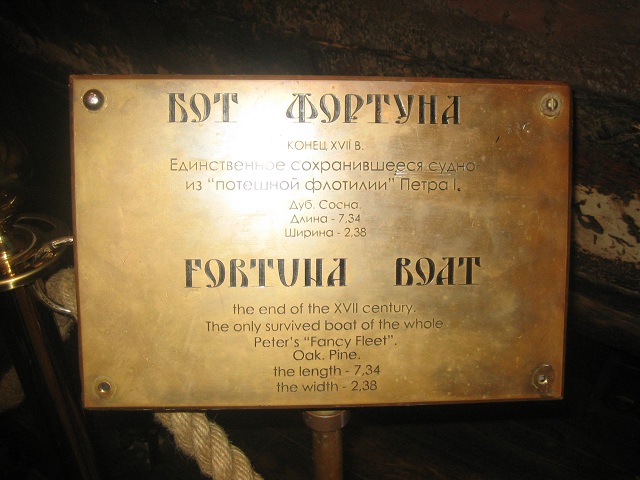 БОТ ФОРТУНА
КОНЕЦ XVII В.
Единственное сохранившееся судно
из "потешной флотилии" Петра I.
Дуб. Сосна.
Длина - 7,34
Ширина - 2,38
FORTUNA BOAT
the end of the XVII century.
The only survived boat of the whole
Peter's "Fancy Fleet".
Oak. Pine.
the length - 7,34
the width - 2,38